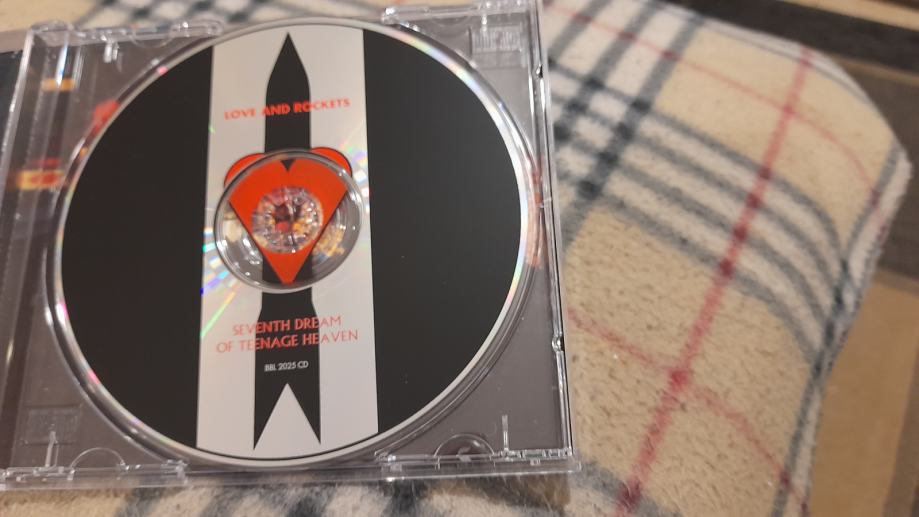 LOVE AND ROCKETS
SEVENTH DREAM
OF TEENAGE HEAVEN
BBL 2025 CD